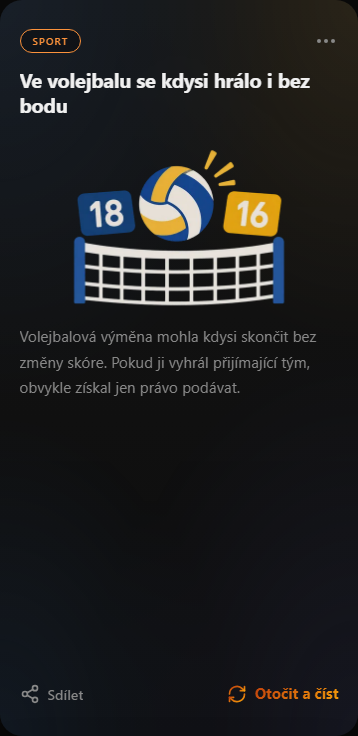 SPORT
Ve volejbalu se kdysi hrálo i bez
bodu
18
16
Volejbalová výměna mohla kdysi skončit bez
změny skóre. Pokud ji vyhrál přijímající tým,
obvykle získal jen právo podávat.
Sdílet
Otočit a číst